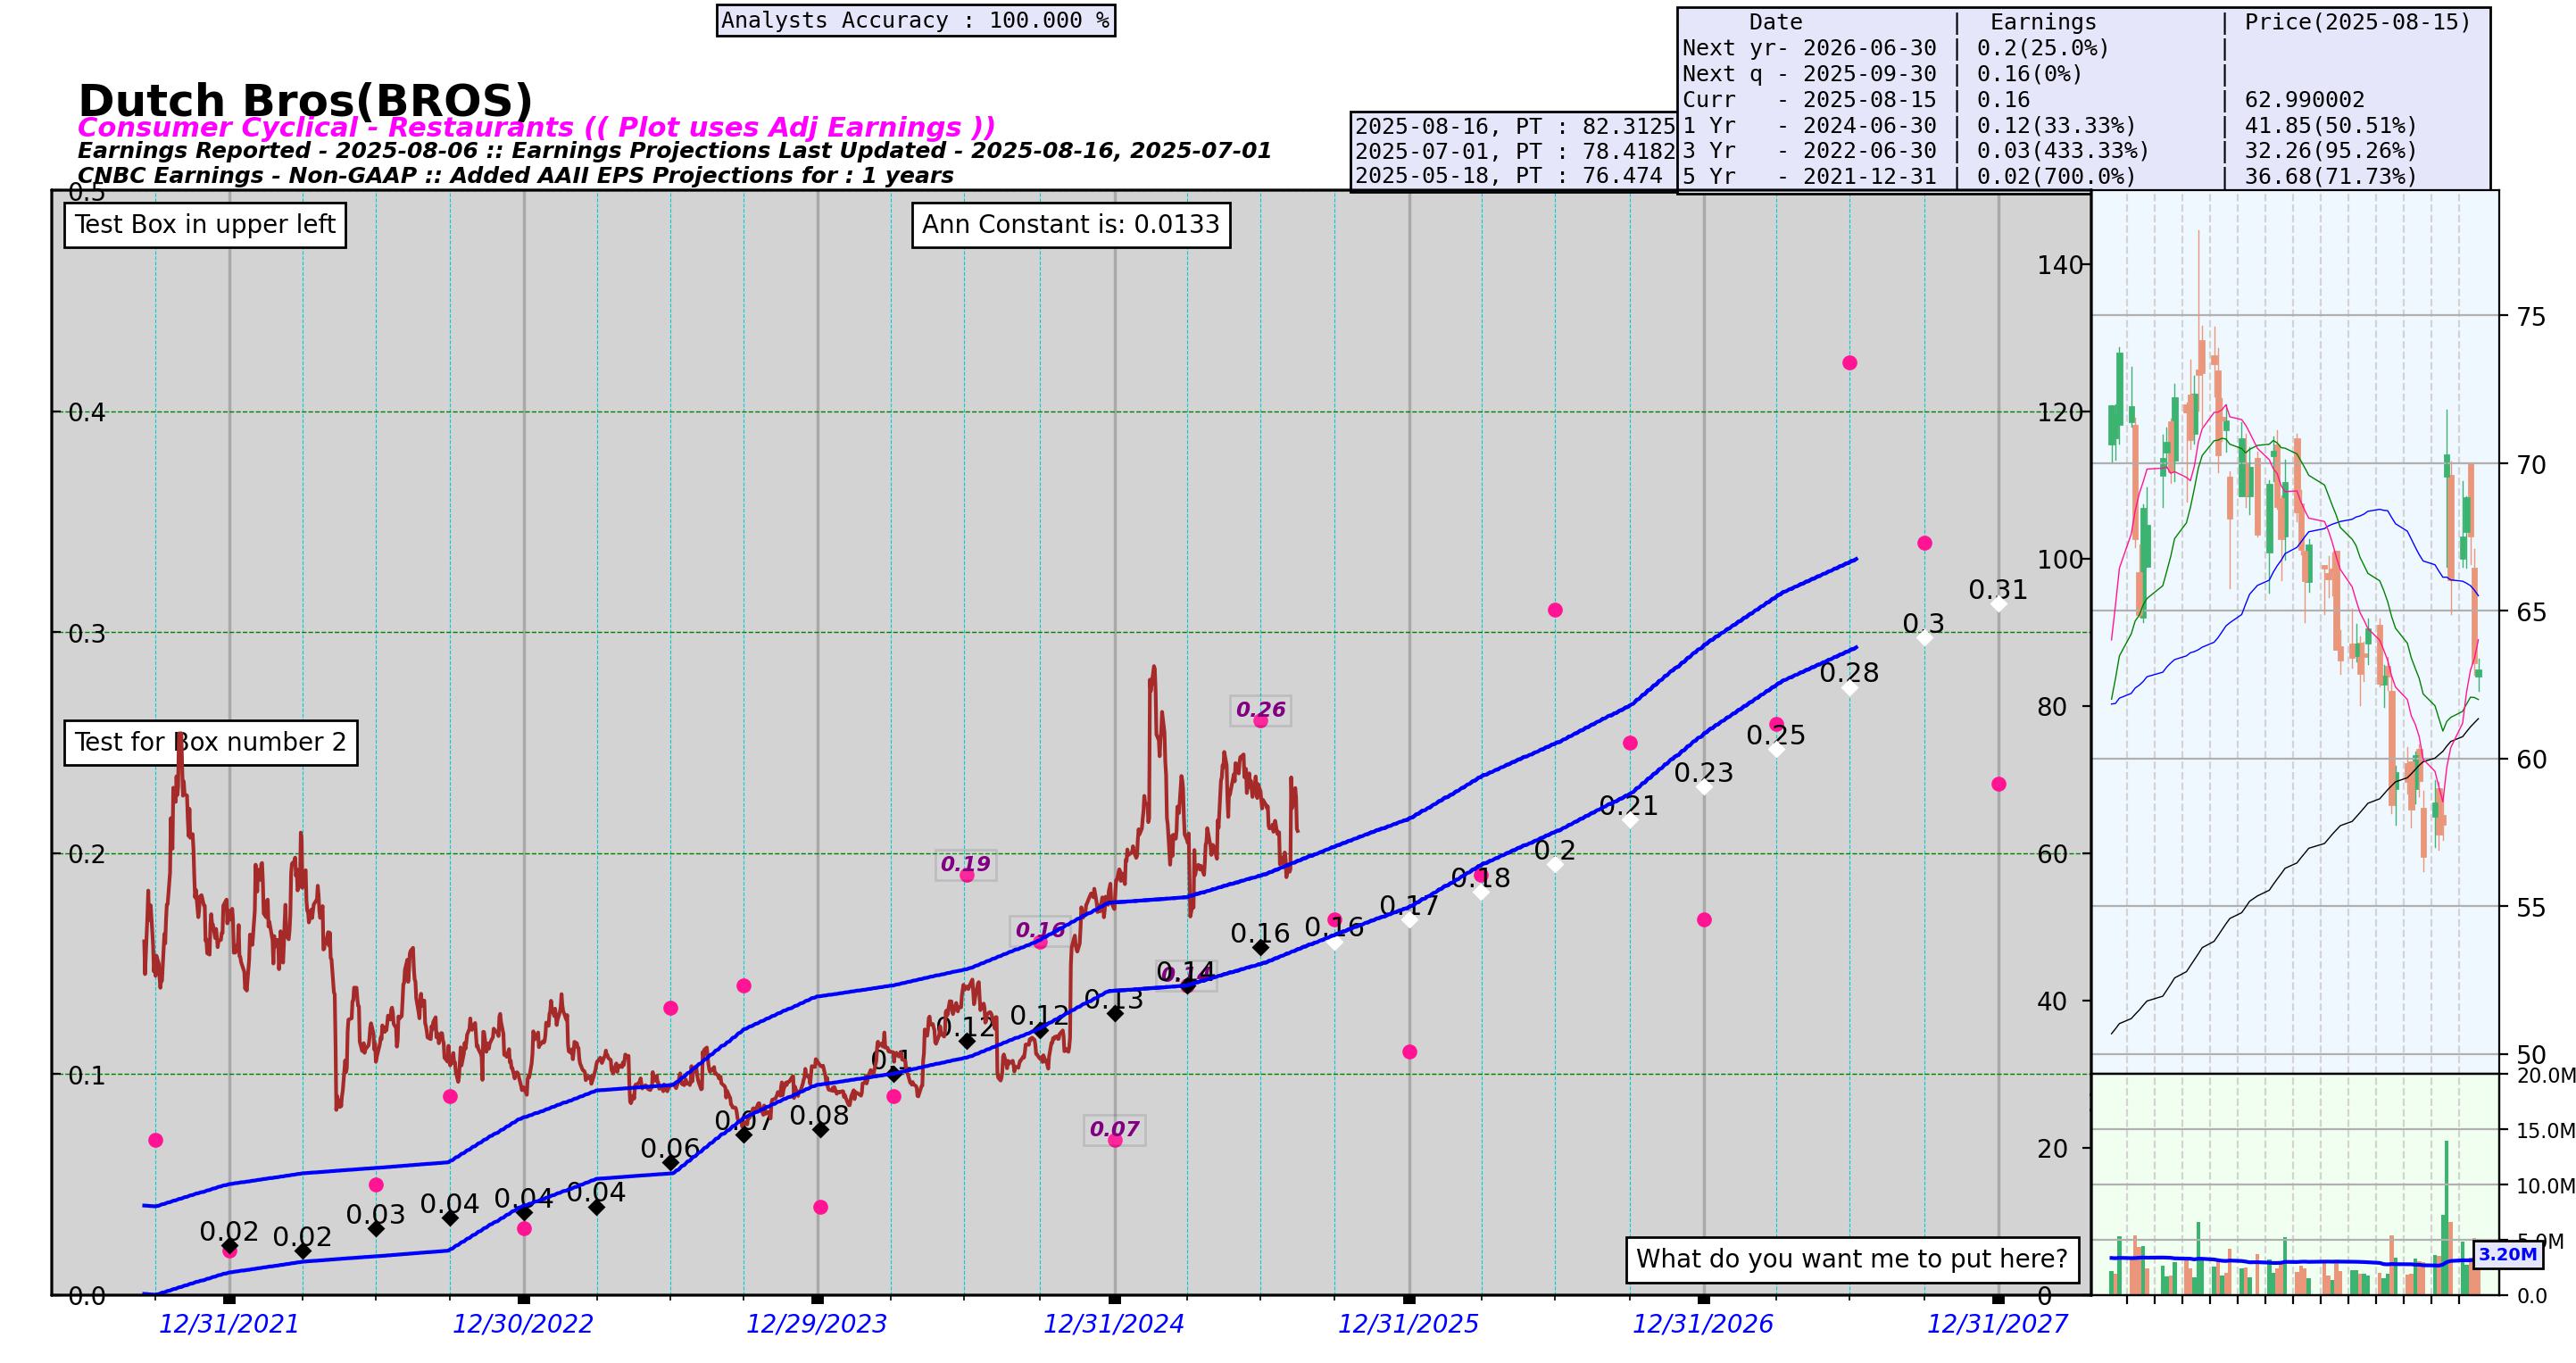 Analysts Accuracy : 100.000 %
Date | Earnings | Price(2025-08-15)
Next yr- 2026-06-30 | 0.2(25.0%) |
Next q - 2025-09-30 | 0.16(0%) |
Curr - 2025-08-15 | 0.16 | 62.990002
1 Yr - 2024-06-30 | 0.12(33.33%) | 41.85(50.51%)
3 Yr - 2022-06-30 | 0.03(433.33%) | 32.26(95.26%)
5 Yr - 2021-12-31 | 0.02(700.0%) | 36.68(71.73%)
Dutch Bros(BROS)
Consumer Cyclical - Restaurants (( Plot uses Adj Earnings ))
Earnings Reported - 2025-08-06 :: Earnings Projections Last Updated - 2025-08-16, 2025-07-01
CNBC Earnings - Non-GAAP :: Added AAII EPS Projections for : 1 years
2025-08-16, PT : 82.3125
2025-07-01, PT : 78.4182
2025-05-18, PT : 76.474
Test Box in upper left
Ann Constant is: 0.0133
Test for Box number 2
What do you want me to put here?
0.5
0.4
0.3
0.2
0.1
0.0
0.02
0.02
0.03
0.04
0.04
0.04
0.06
0.07
0.08
0.1
0.12
0.12
0.13
0.14
0.16
0.16
0.17
0.18
0.2
0.21
0.23
0.25
0.28
0.3
0.31
0.19
0.16
0.07
0.26
140
120
100
80
60
40
20
0
75
70
65
60
55
50
20.0M
15.0M
10.0M
5.0M
3.20M
0.0
12/31/2021
12/30/2022
12/29/2023
12/31/2024
12/31/2025
12/31/2026
12/31/2027